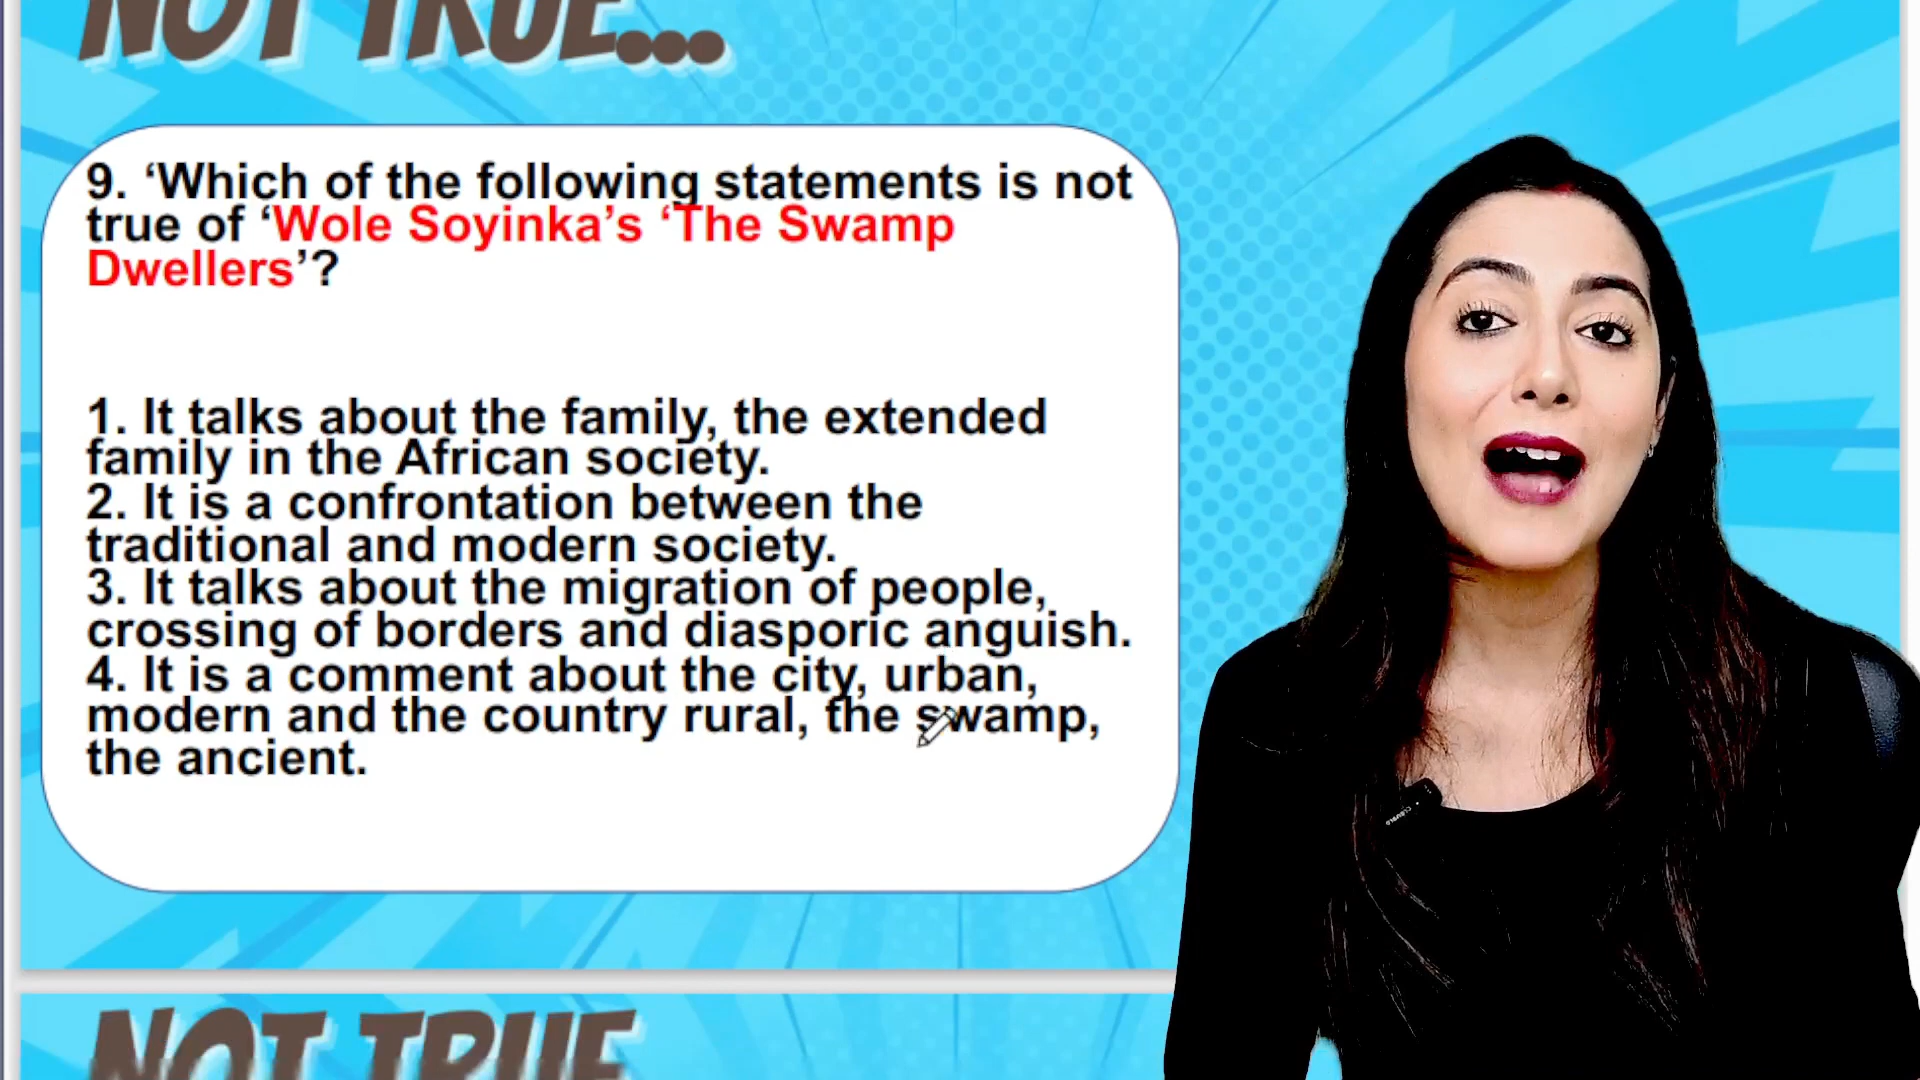 NOT TRUE...
9. ‘Which of the following statements is not
true of ‘Wole Soyinka’s ‘The Swamp
Dwellers’?
1. It talks about the family, the extended
family in the African society.
2. It is a confrontation between the
traditional and modern society.
3. It talks about the migration of people,
crossing of borders and diasporic anguish.
4. It is a comment about the city, urban,
modern and the country rural, the swamp,
the ancient.
NOT TRUE